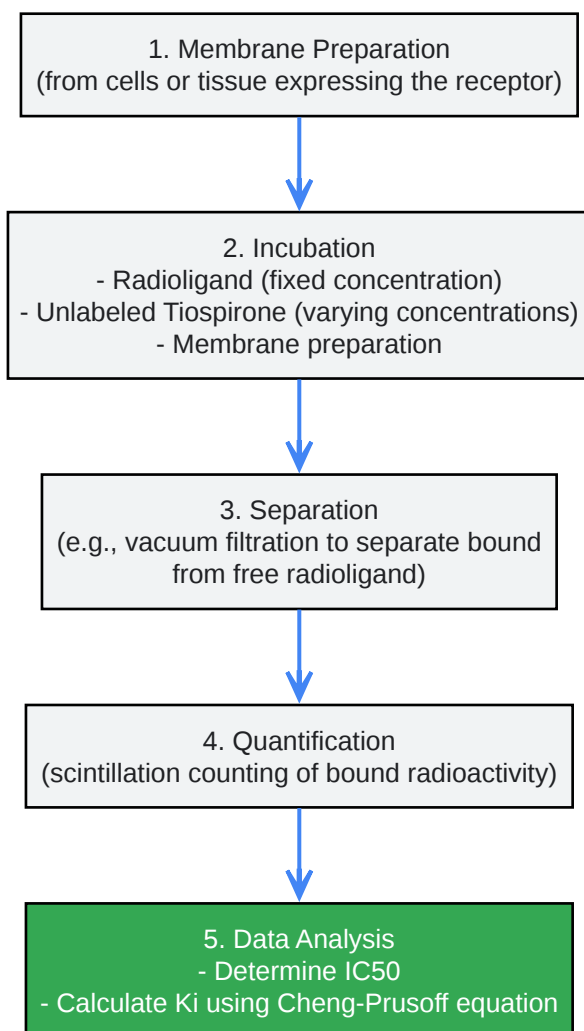 1. Membrane Preparation
(from cells or tissue expressing the receptor)
2. Incubation
- Radioligand (fixed concentration)
- Unlabeled Tiospirone (varying concentrations)
- Membrane preparation
3. Separation
(e.g., vacuum filtration to separate bound
from free radioligand)
4. Quantification
(scintillation counting of bound radioactivity)
5. Data Analysis
- Determine IC50
- Calculate Ki using Cheng-Prusoff equation